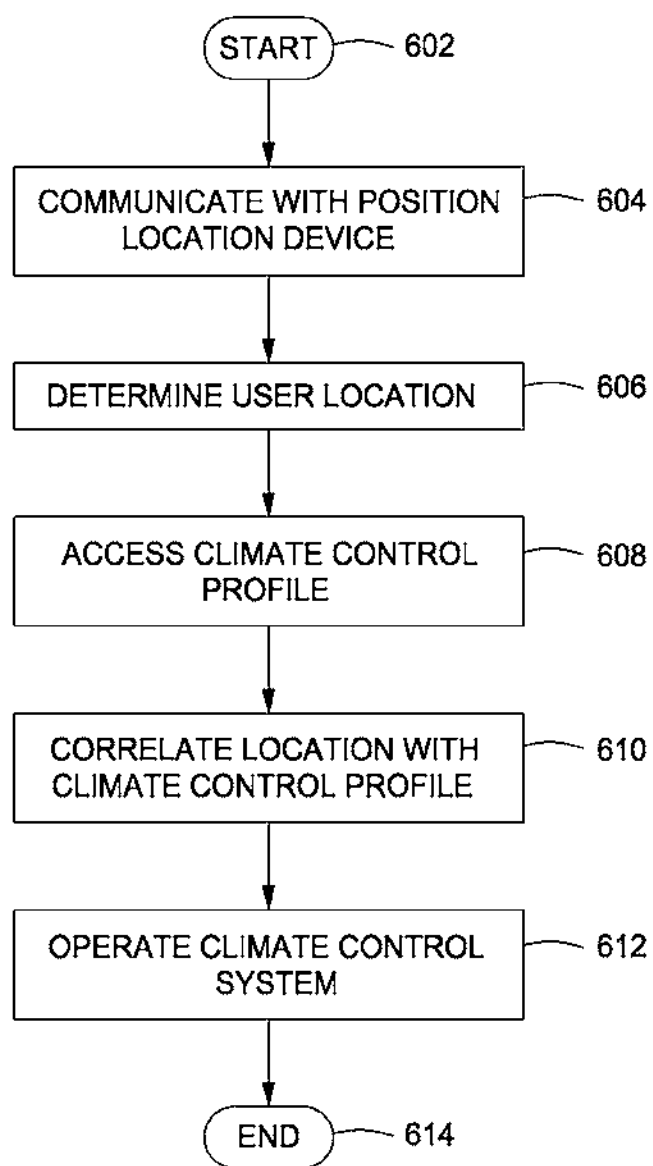 START 602
COMMUNICATE WITH POSITION
LOCATION DEVICE
604
DETERMINE USER LOCATION 606
ACCESS CLIMATE CONTROL
PROFILE
608
CORRELATE LOCATION WITH
CLIMATE CONTROL PROFILE
610
OPERATE CLIMATE CONTROL
SYSTEM
612
END 614